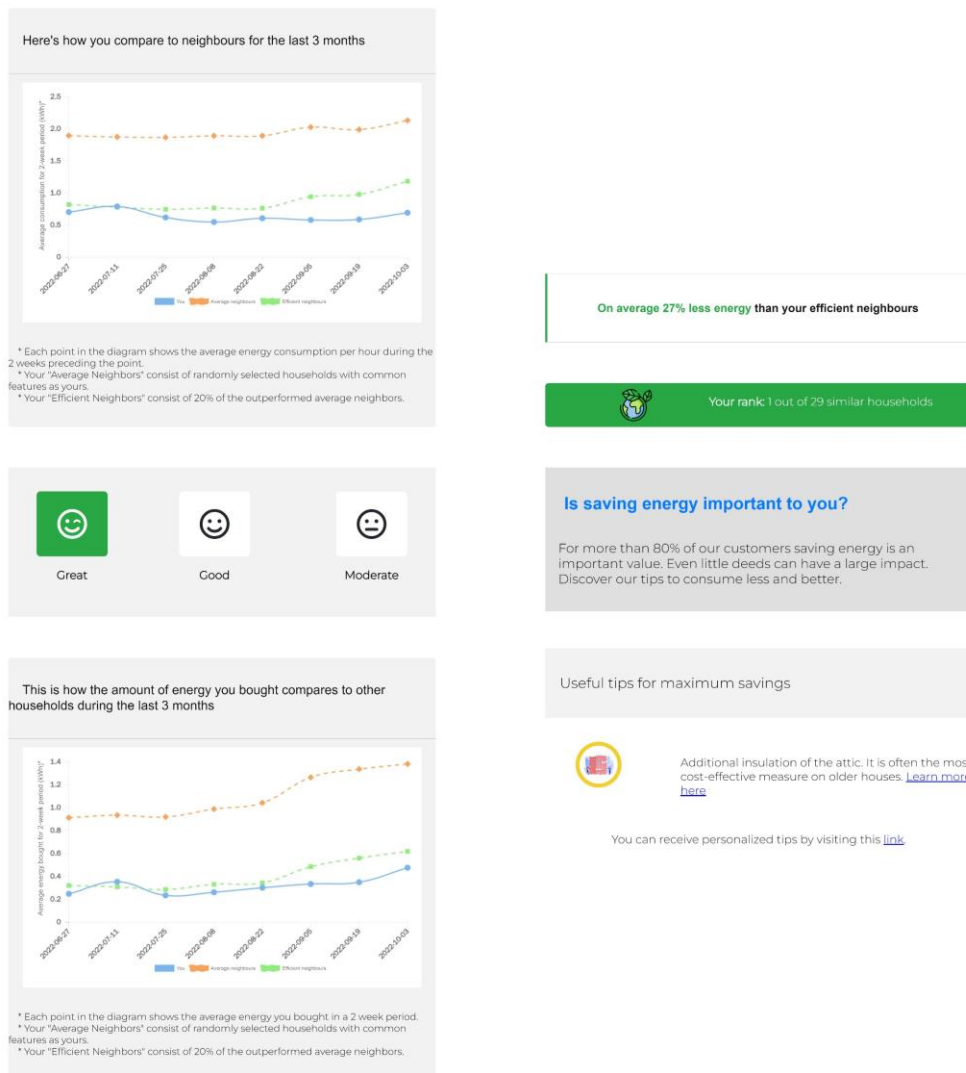 Here's how you compare to neighbours for the last 3 months
Average consumption for 2-week period (kWh)*
2.5
2.0
1.5
1.0
0.5
0
2022-06-27
2022-07-11
2022-07-25
2022-08-08
2022-08-22
2022-09-05
2022-09-19
2022-10-03
You
Average neighbours
Efficient neighbours
* Each point in the diagram shows the average energy consumption per hour during the
2 weeks preceding the point.
* Your "Average Neighbors" consist of randomly selected households with common
features as yours.
* Your "Efficient Neighbors" consist of 20% of the outperformed average neighbors.
Great
Good
Moderate
This is how the amount of energy you bought compares to other
households during the last 3 months
Average energy bought for 2-week period (kWh)*
1.4
1.2
1.0
0.8
0.6
0.4
0.2
0
2022-06-27
2022-07-11
2022-07-25
2022-08-08
2022-08-22
2022-09-05
2022-09-19
2022-10-03
You
Average neighbours
Efficient neighbours
* Each point in the diagram shows the average energy you bought in a 2 week period.
* Your "Average Neighbors" consist of randomly selected households with common
features as yours.
* Your "Efficient Neighbors" consist of 20% of the outperformed average neighbors.
On average 27% less energy than your efficient neighbours
Your rank: 1 out of 29 similar households
Is saving energy important to you?
For more than 80% of our customers saving energy is an
important value. Even little deeds can have a large impact.
Discover our tips to consume less and better.
Useful tips for maximum savings
Additional insulation of the attic. It is often the mos
cost-effective measure on older houses. Learn more
here
You can receive personalized tips by visiting this link.